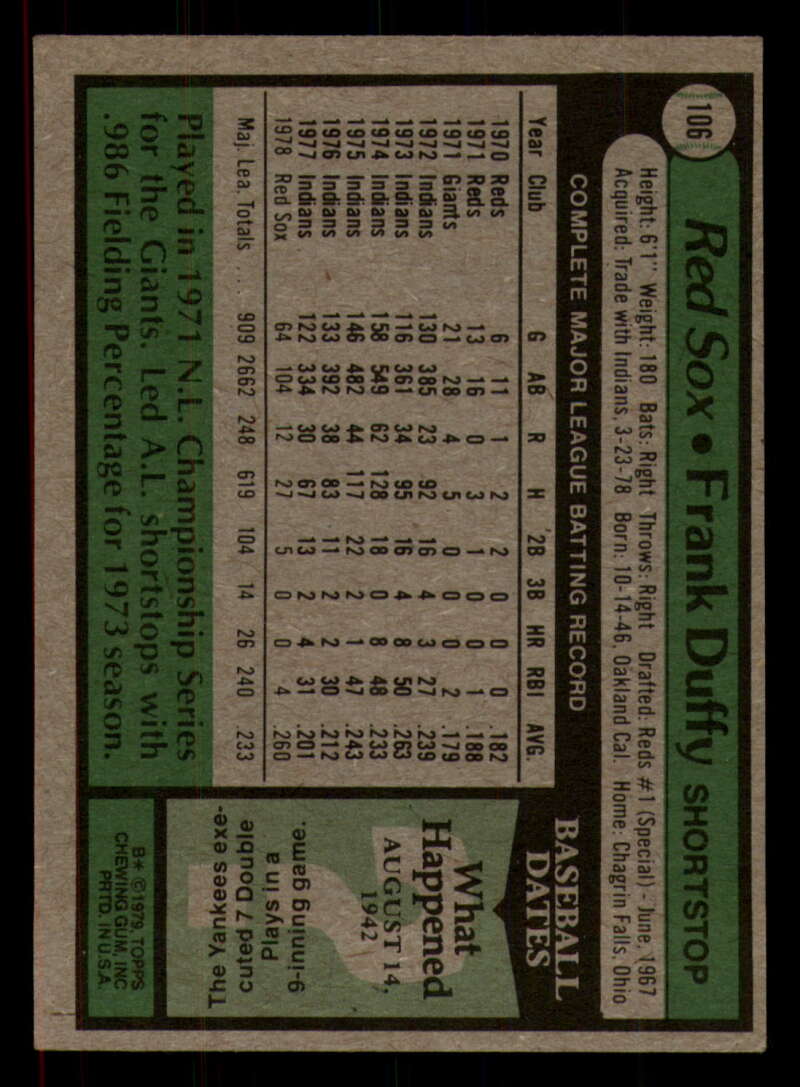 106
Red Sox • Frank Duffy SHORTSTOP
Height: 6'1" Weight: 180 Bats: Right Throws: Right Drafted: Reds #1 (Special) - June, 1967
Acquired: Trade with Indians, 3-23-78 Born: 10-14-46, Oakland Cal. Home: Chagrin Falls, Ohio
COMPLETE MAJOR LEAGUE BATTING RECORD
Year Club G AB R H 2B 3B HR RBI AVG.
1970 Reds 6 11 1 2 2 0 0 0 .182
1971 Reds 13 16 0 3 1 0 0 1 .188
1971 Giants 21 28 4 5 0 0 0 2 .179
1972 Indians 130 385 23 92 16 4 3 27 .239
1973 Indians 116 361 34 95 16 4 8 50 .263
1974 Indians 158 549 62 128 18 0 8 48 .233
1975 Indians 146 482 44 117 22 2 1 47 .243
1976 Indians 133 392 38 83 11 2 2 30 .212
1977 Indians 122 334 30 67 13 2 4 31 .201
1978 Red Sox 64 104 12 27 5 0 0 4 .260
Maj. Lea. Totals .... 909 2662 248 619 104 14 26 240 .233
Played in 1971 N.L. Championship Series
for the Giants. Led A.L. shortstops with
.986 Fielding Percentage for 1973 season.
BASEBALL
DATES
What
Happened
AUGUST 14,
1942
The Yankees exe-
cuted 7 Double
Plays in a
9-inning game.
B* © 1979, TOPPS
CHEWING GUM, INC
PRTD. IN U.S.A.